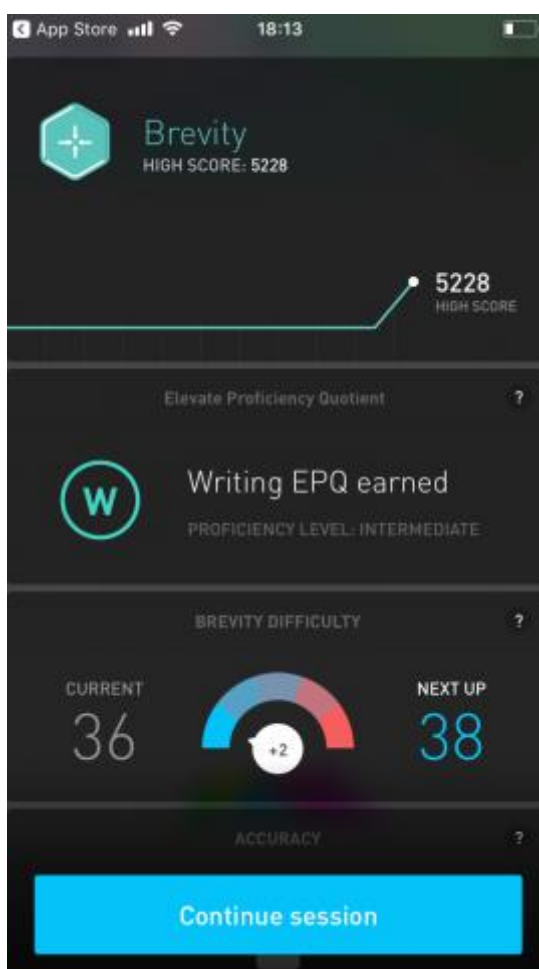 App Store 18:13
Brevity
HIGH SCORE: 5228
5228
HIGH SCORE
Elevate Proficiency Quotient ?
W
Writing EPQ earned
PROFICIENCY LEVEL: INTERMEDIATE
BREVITY DIFFICULTY ?
CURRENT
36
+2
NEXT UP
38
ACCURACY ?
Continue session